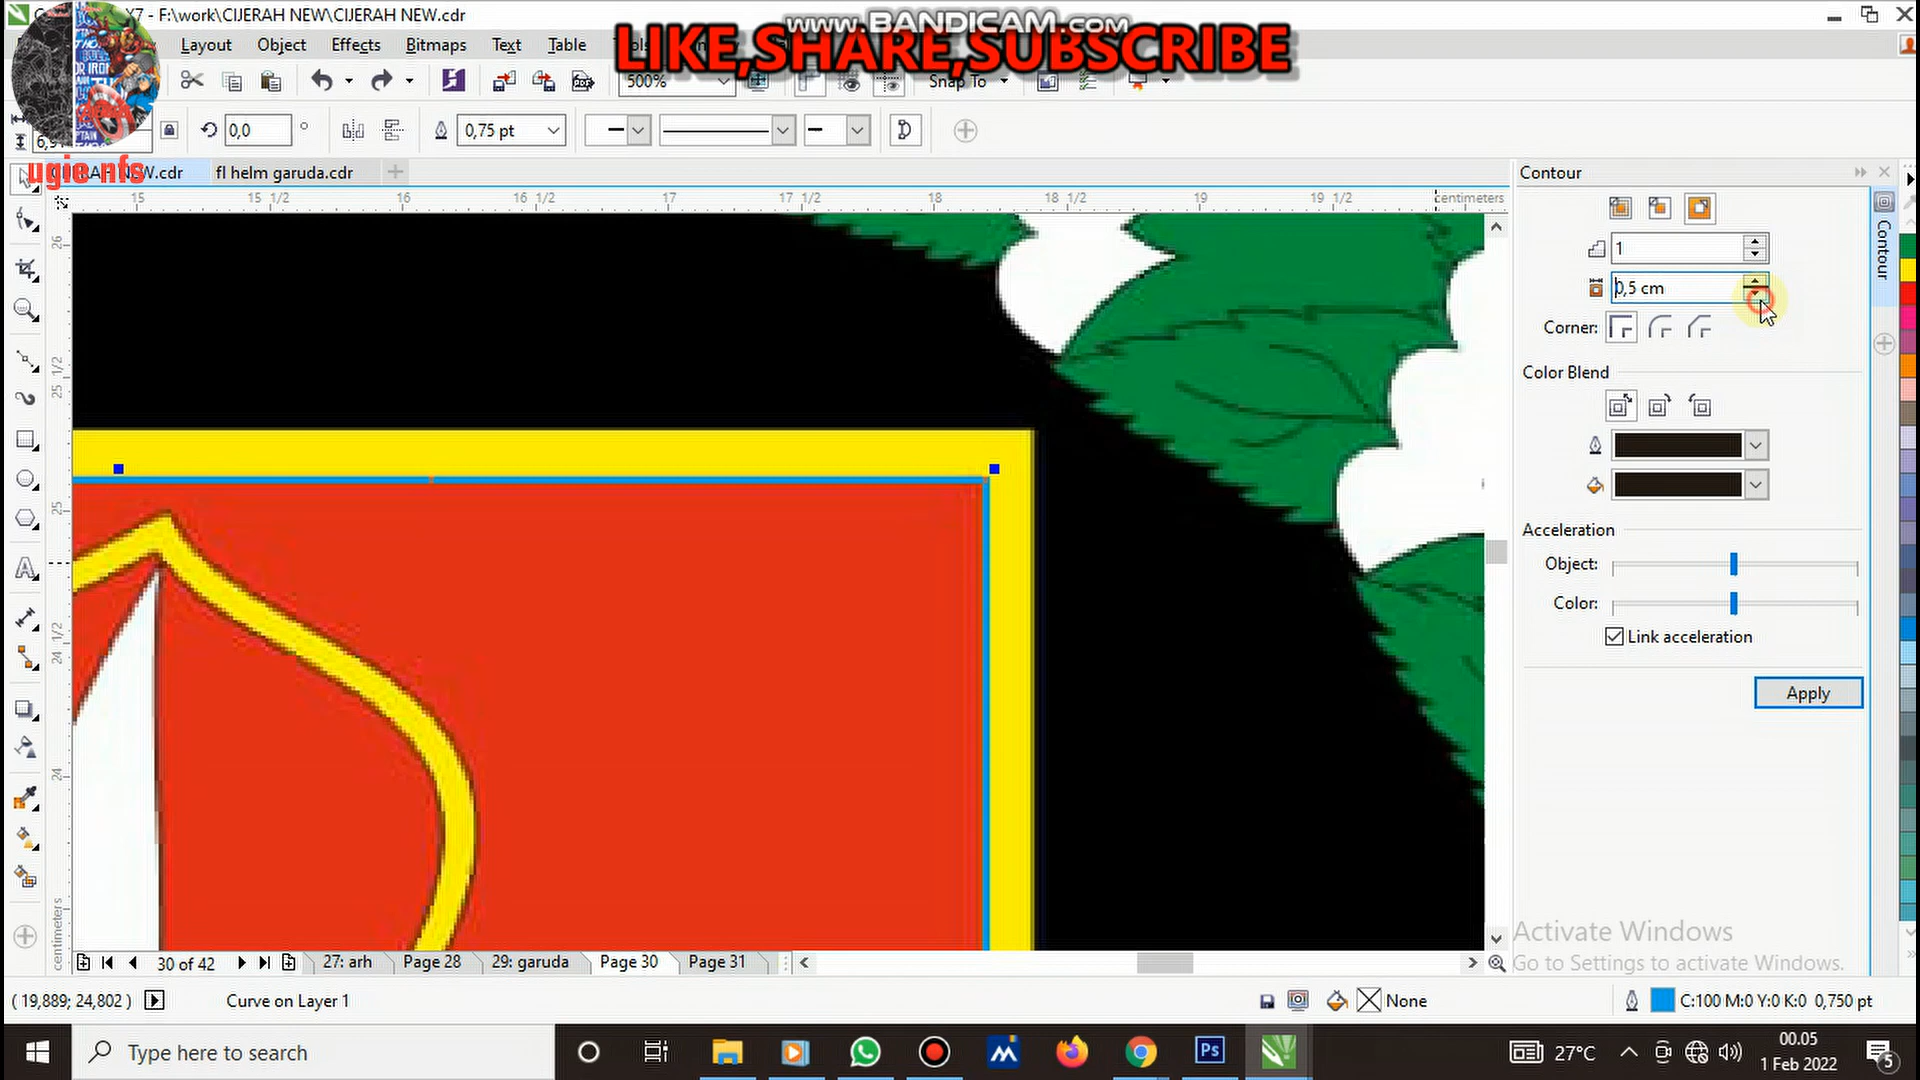 X7 - F:\work\CIJERAH NEW\CIJERAH NEW.cdr
www.BANDICAM.com
LIKE,SHARE,SUBSCRIBE
Layout Object Effects Bitmaps Text Table
500% Snap To
0,0 ° 0,75 pt
ugie nfs
NEW.cdr fl helm garuda.cdr
Contour
15 15 1/2 16 16 1/2 17 17 1/2 18 18 1/2 19 19 1/2 centimeters
26
25 1/2
25
24 1/2
24
centimeters
1
0,5 cm
Contour
Corner:
Color Blend
Acceleration
Object:
Color:
Link acceleration
Apply
Activate Windows
Go to Settings to activate Windows.
30 of 42 27: arh Page 28 29: garuda Page 30 Page 31
( 19,889; 24,802 ) Curve on Layer 1 None C:100 M:0 Y:0 K:0 0,750 pt
Type here to search
Ps
27°C
00.05
1 Feb 2022
5